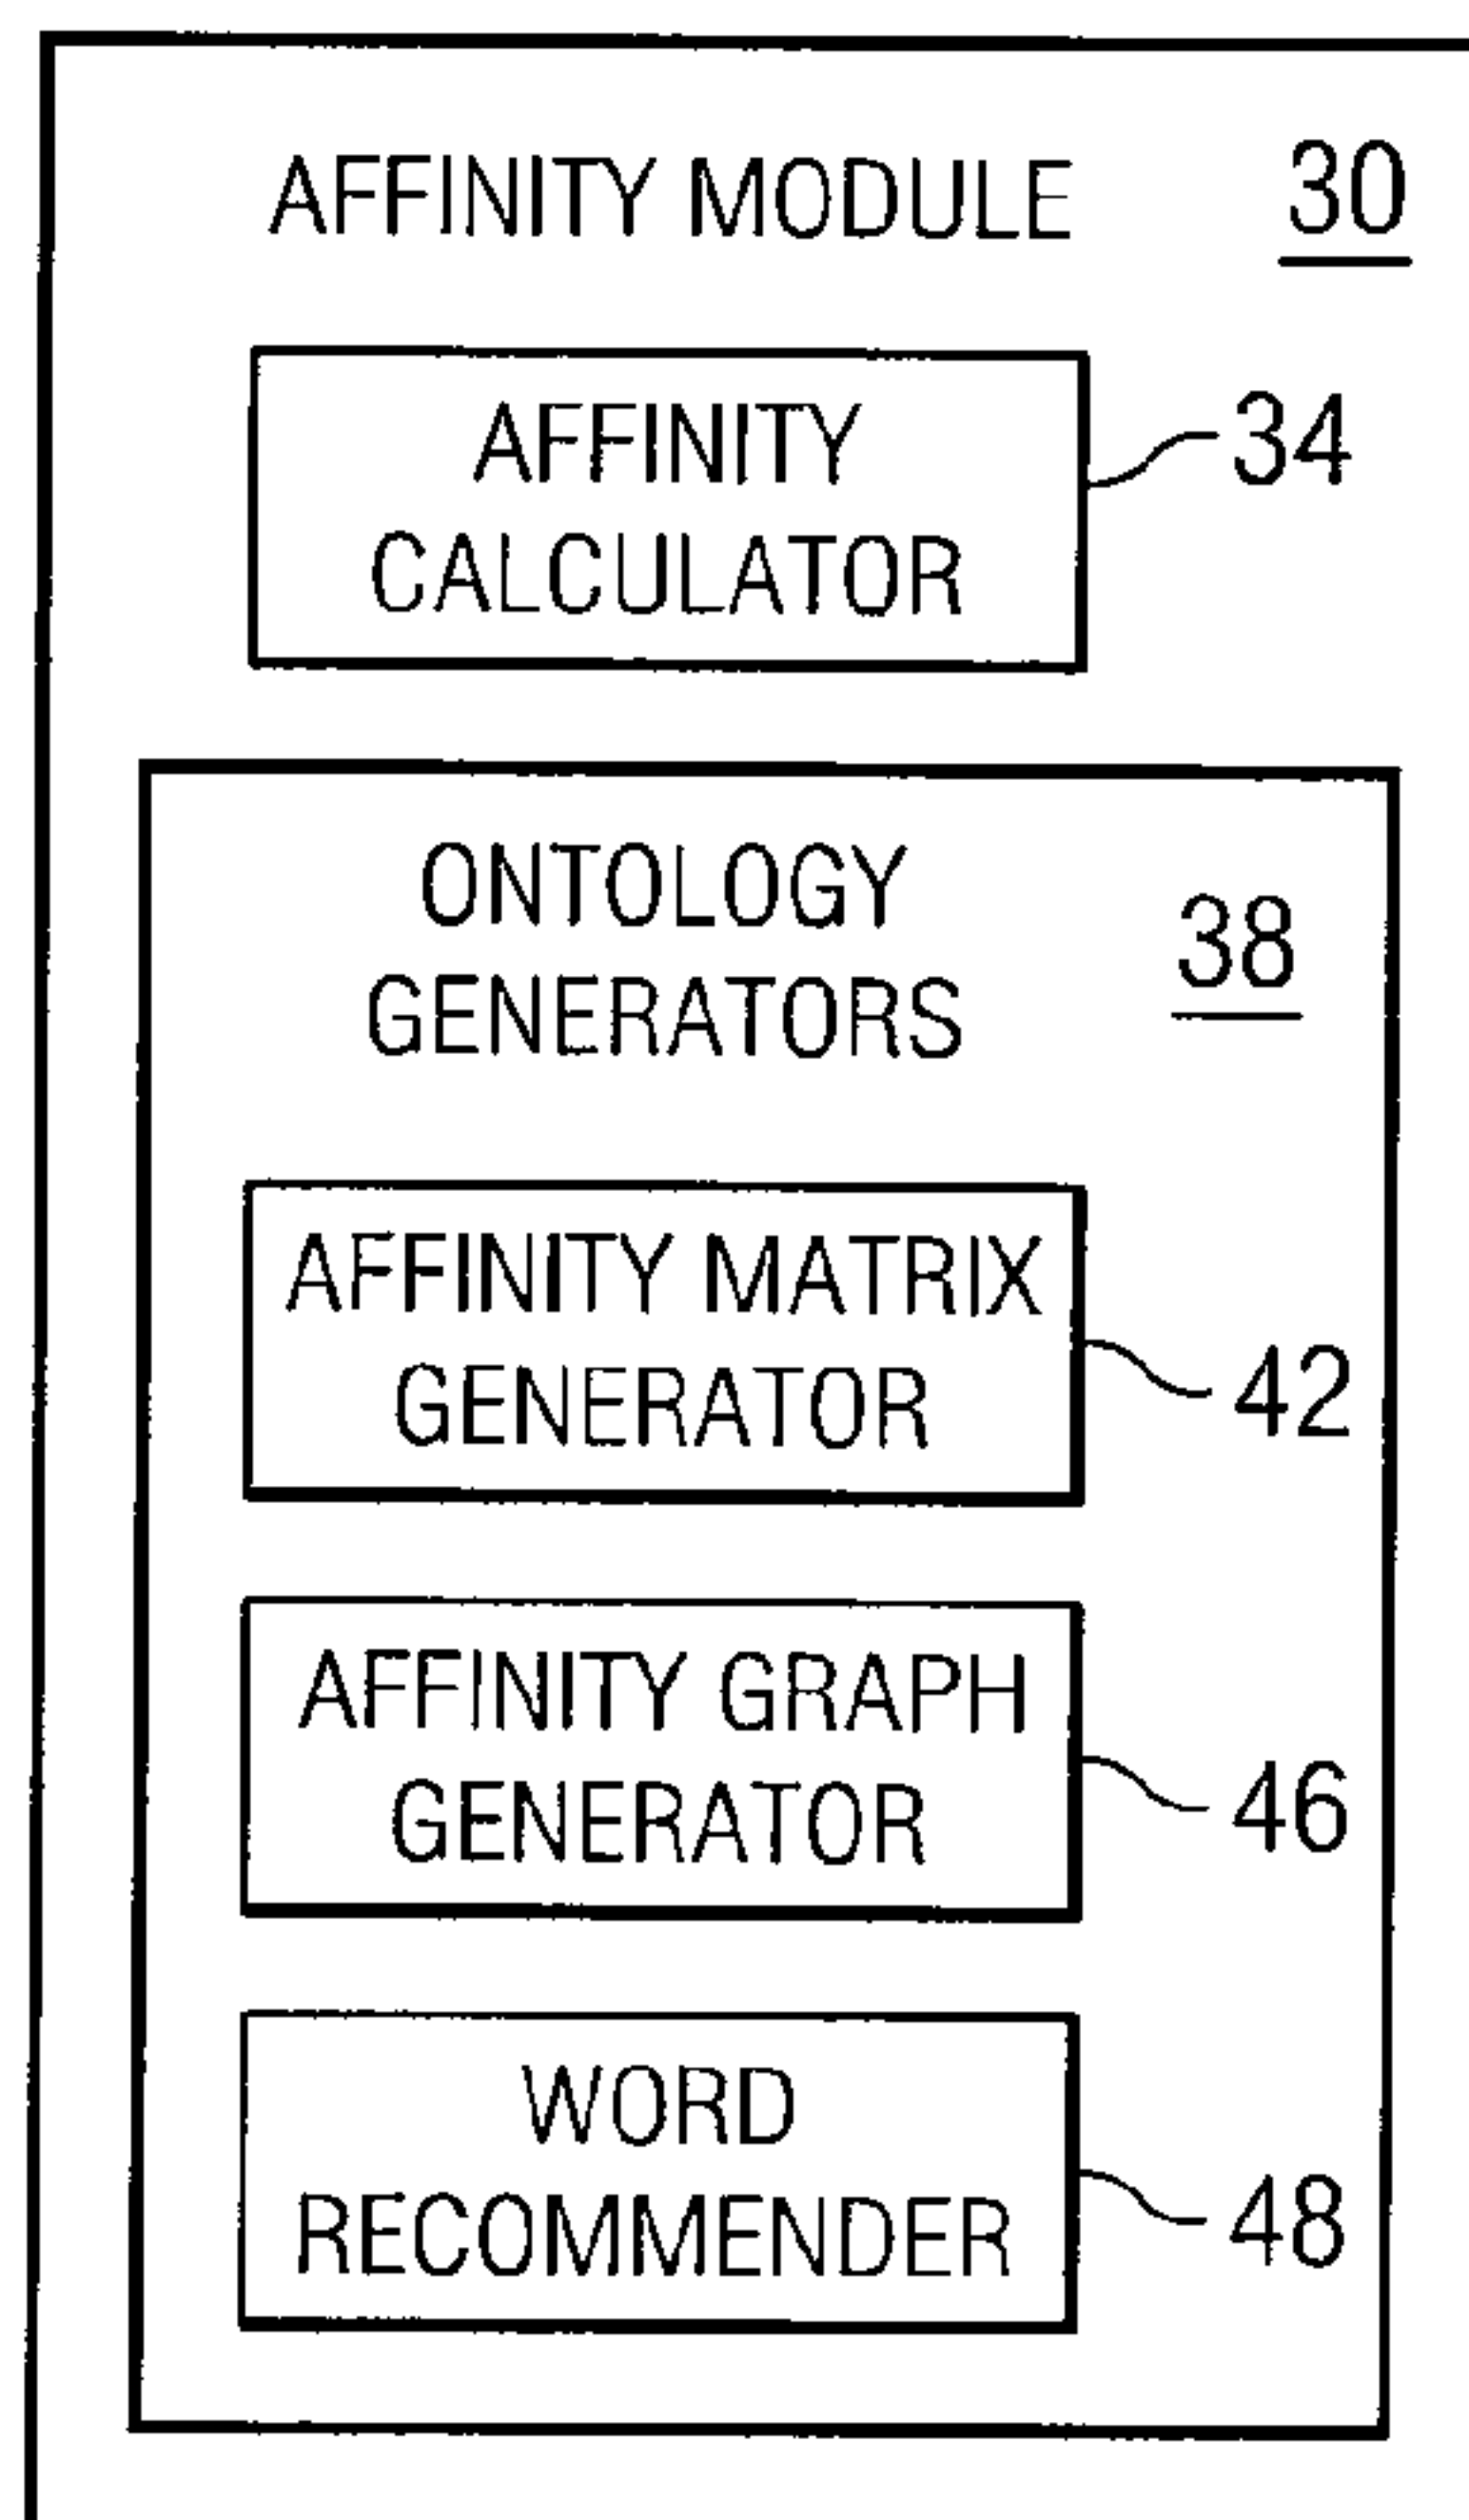 AFFINITY MODULE 30
AFFINITY
CALCULATOR
34
ONTOLOGY
GENERATORS
38
AFFINITY MATRIX
GENERATOR
42
AFFINITY GRAPH
GENERATOR
46
WORD
RECOMMENDER
48